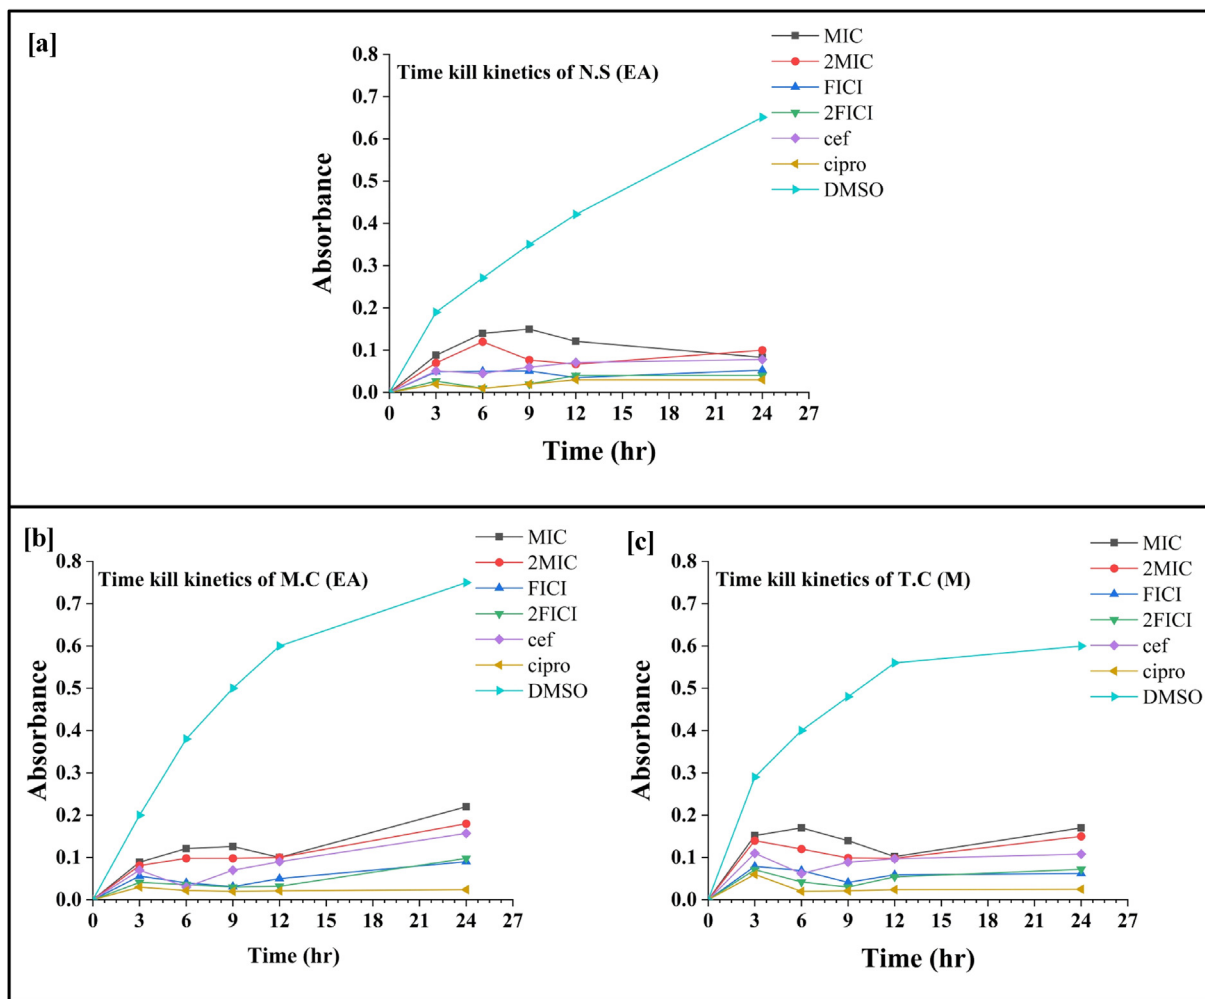 [a]
Time kill kinetics of N.S (EA)
MIC
2MIC
FICI
2FICI
cef
cipro
DMSO
Absorbance
0.8
0.7
0.6
0.5
0.4
0.3
0.2
0.1
0.0
0 3 6 9 12 15 18 21 24 27
Time (hr)
[b]
Time kill kinetics of M.C (EA)
MIC
2MIC
FICI
2FICI
cef
cipro
DMSO
Absorbance
0.8
0.7
0.6
0.5
0.4
0.3
0.2
0.1
0.0
0 3 6 9 12 15 18 21 24 27
Time (hr)
[c]
Time kill kinetics of T.C (M)
MIC
2MIC
FICI
2FICI
cef
cipro
DMSO
Absorbance
0.8
0.7
0.6
0.5
0.4
0.3
0.2
0.1
0.0
0 3 6 9 12 15 18 21 24 27
Time (hr)